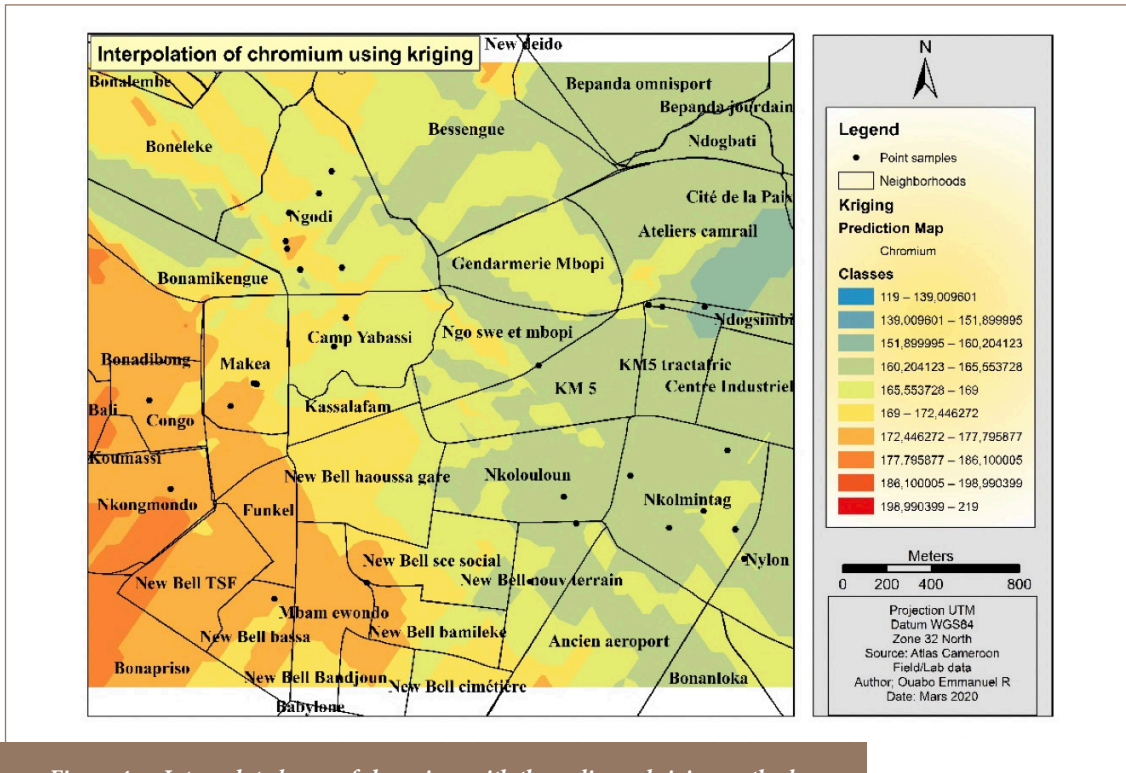 Interpolation of chromium using kriging
New deido
Bonalembe
Bepanda omnisport
Bepanda jourdain
Boneleke
Bessengue
Ndogbati
Cité de la Paix
Ngodi
Ateliers camrail
Gendarmerie Mbopi
Bonamikengue
Ndogsimbi
Camp Yabassi
Ngo swe et mbopi
Bonadibong
Makea
KM5 tractafric
KM 5
Centre Industriel
Bali
Congo
Kassalafam
Koumassi
New Bell haoussa gare
Nkolouloun
Nkongmondo
Funkel
Nkolmintag
New Bell sce social
Nylon
New Bell TSF
New Bell nouv terrain
Mbam ewondo
New Bell bassa
New Bell bamileke
Ancien aeroport
Bonapriso
New Bell Bandjoun
New Bell cimétière
Bonanloka
Babylone
N
Legend
Point samples
Neighborhoods
Kriging
Prediction Map
Chromium
Classes
119 – 139,009601
139,009601 – 151,899995
151,899995 – 160,204123
160,204123 – 165,553728
165,553728 – 169
169 – 172,446272
172,446272 – 177,795877
177,795877 – 186,100005
186,100005 – 198,990399
198,990399 – 219
Meters
0 200 400 800
Projection UTM
Datum WGS84
Zone 32 North
Source: Atlas Cameroon
Field/Lab data
Author; Ouabo Emmanuel R
Date: Mars 2020